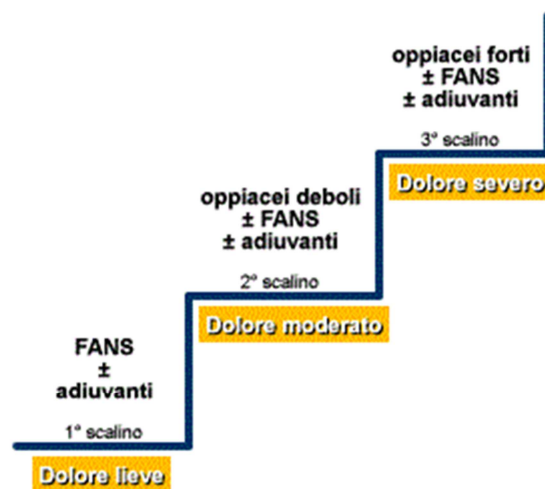 oppiacei forti
± FANS
± adiuvanti
3° scalino
Dolore severo
oppiacei deboli
± FANS
± adiuvanti
2° scalino
Dolore moderato
FANS
±
adiuvanti
1° scalino
Dolore lieve